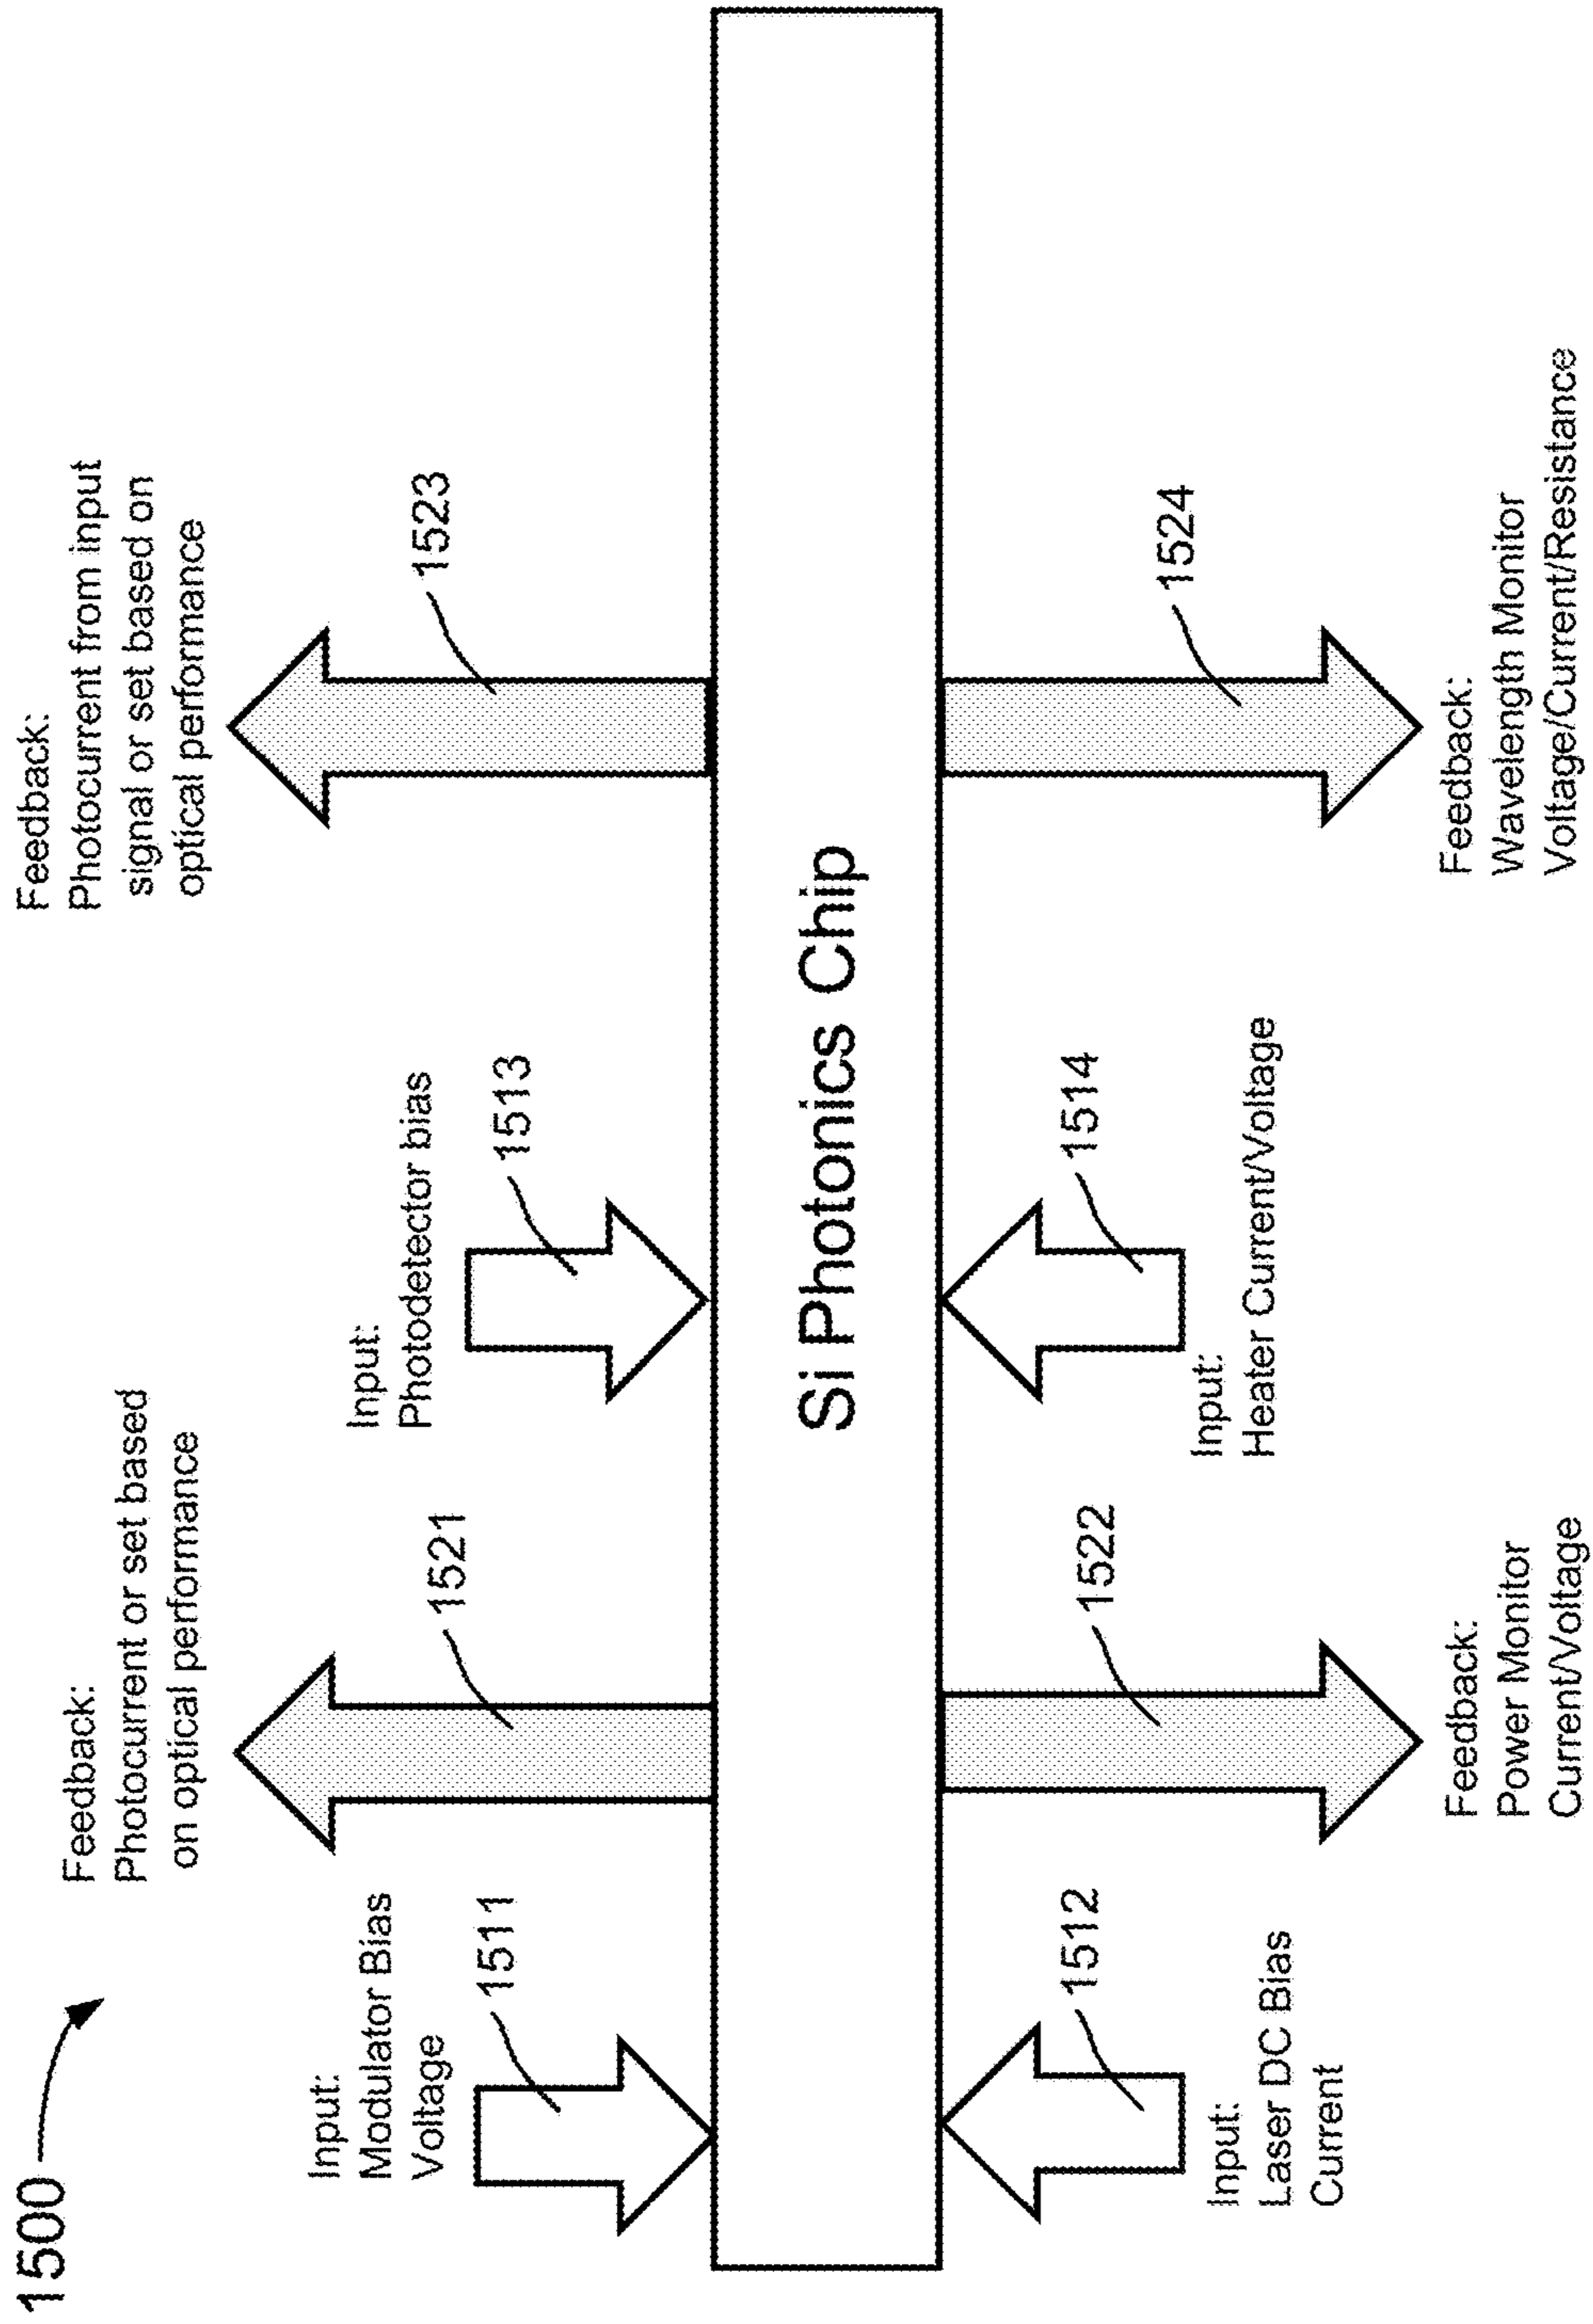 1500
Feedback:
Photocurrent or set based
on optical performance
Feedback:
Photocurrent from input
signal or set based on
optical performance
Input:
Modulator Bias
Voltage
1511
1521
Input:
Photodetector bias
1513
1523
Si Photonics Chip
1512
Input:
Laser DC Bias
Current
1522
1514
Input:
Heater Current/Voltage
1524
Feedback:
Power Monitor
Current/Voltage
Feedback:
Wavelength Monitor
Voltage/Current/Resistance